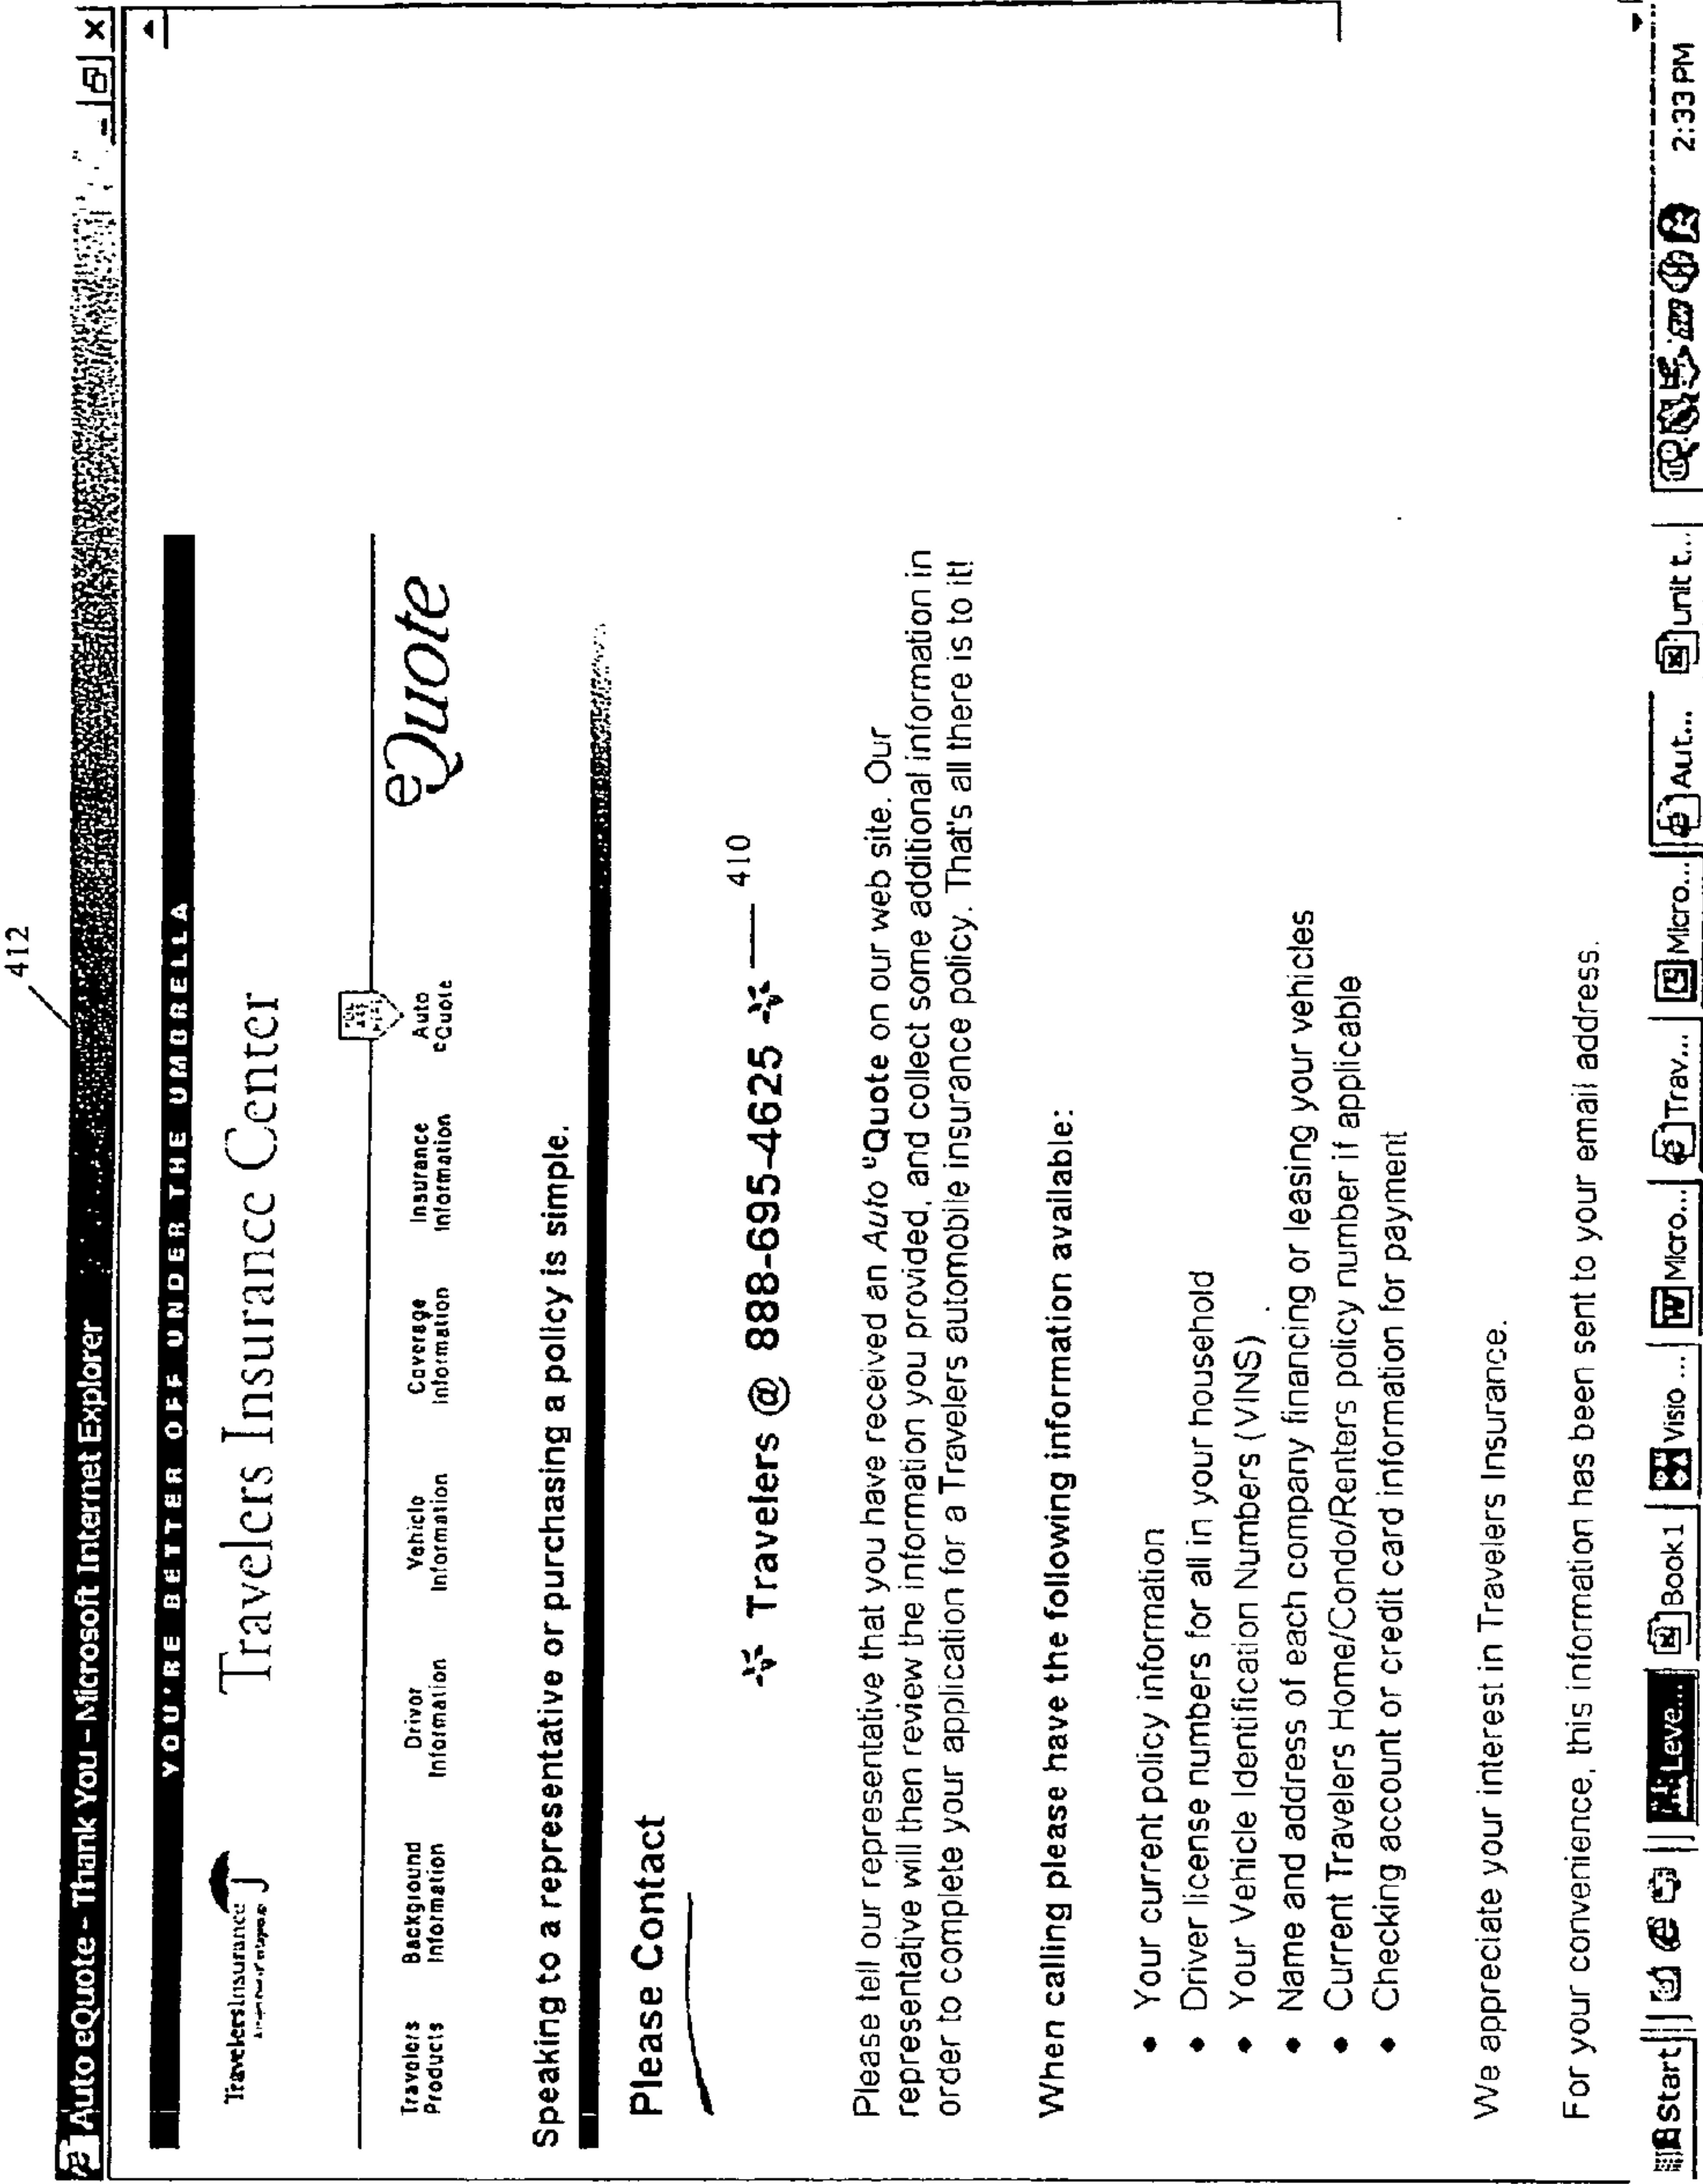 412
Auto eQuote - Thank You - Microsoft Internet Explorer
YOU'RE BETTER OFF UNDER THE UMBRELLA
TravelersInsurance
Travelers Insurance Center
YOU ARE HERE
Travelers Products
Background Information
Driver Information
Vehicle Information
Coverage Information
Insurance Information
Auto eQuote
eQuote
Speaking to a representative or purchasing a policy is simple.
Please Contact
Travelers @ 888-695-4625
410
Please tell our representative that you have received an Auto "Quote on our web site. Our
representative will then review the information you provided, and collect some additional information in
order to complete your application for a Travelers automobile insurance policy. That's all there is to it!
When calling please have the following information available:
• Your current policy information
• Driver license numbers for all in your household
• Your Vehicle Identification Numbers (VINS)
• Name and address of each company financing or leasing your vehicles
• Current Travelers Home/Condo/Renters policy number if applicable
• Checking account or credit card information for payment
We appreciate your interest in Travelers Insurance.
For your convenience, this information has been sent to your email address.
Start Leve... Book1 Visio ... Micro... Trav... Micro... Aut... unit t... 2:33 PM